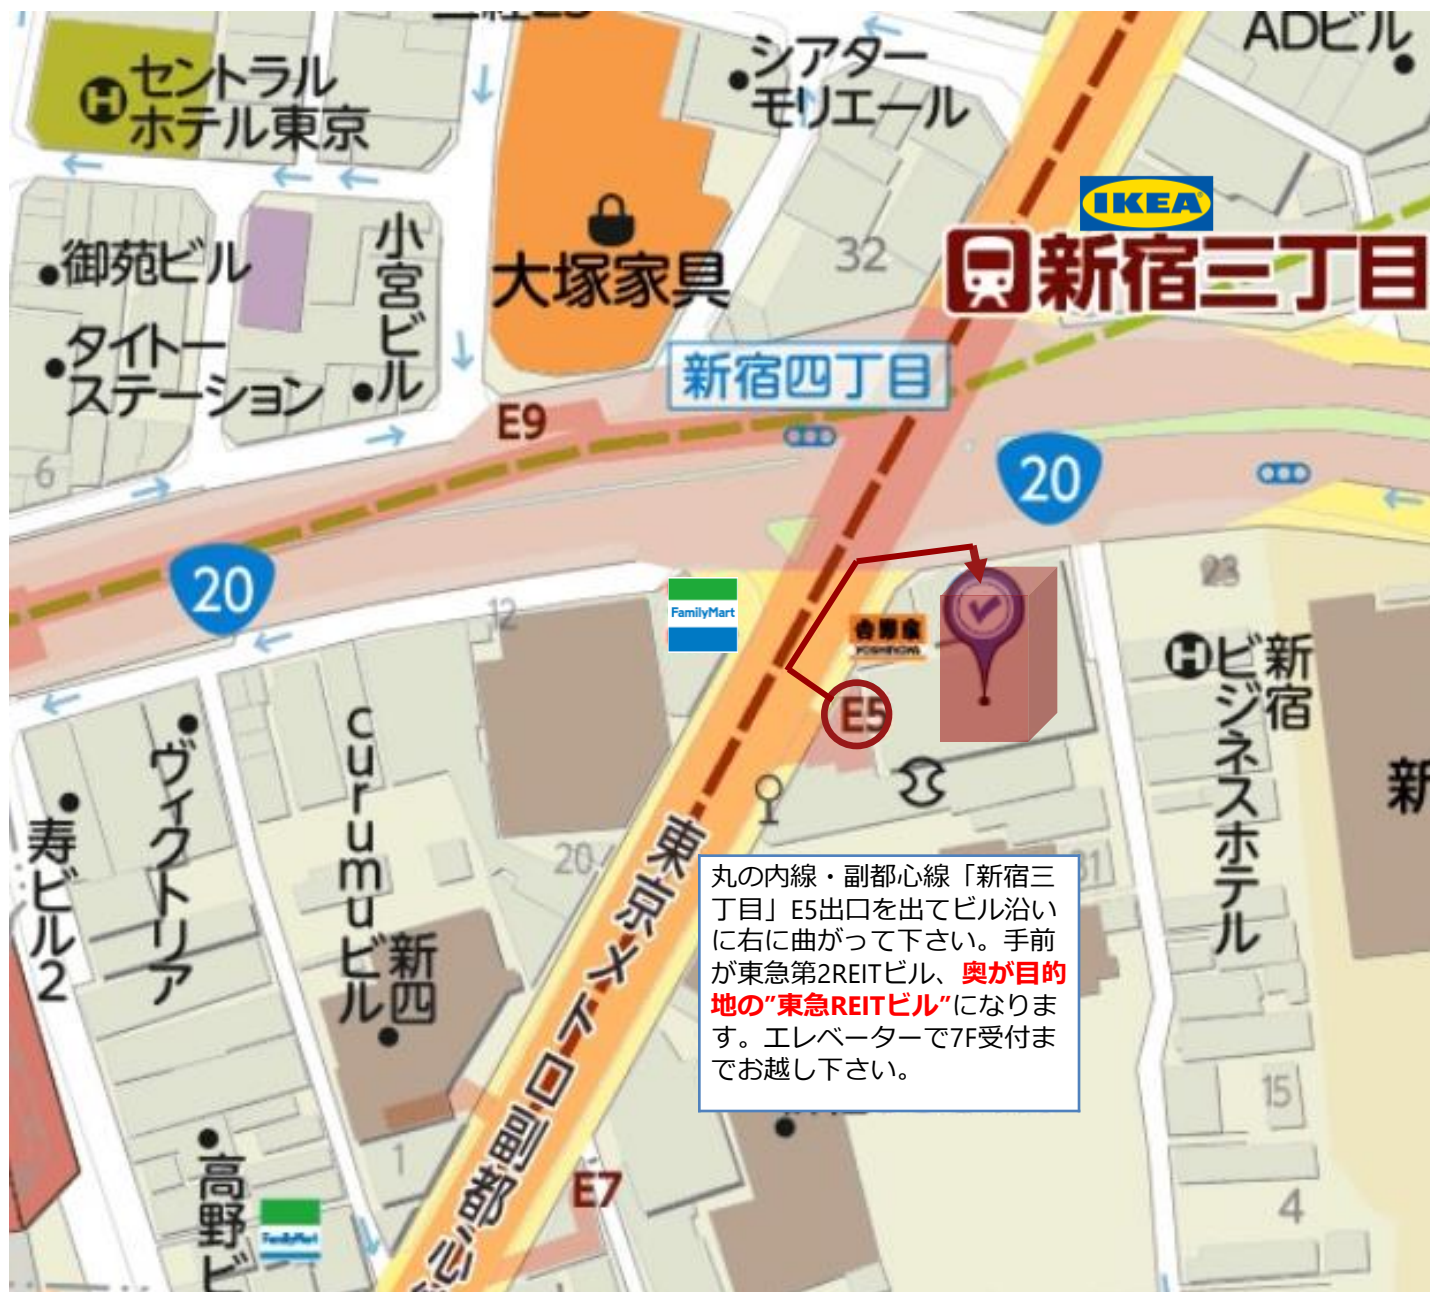 ADビル
セントラル
ホテル東京
シアター
モリエール
IKEA
新宿三丁目
32
大塚家具
小宮ビル
御苑ビル
タイトー
ステーション
新宿四丁目
E9
6
20
20
12
FamilyMart
吉野家
YOSHINOYA
E5
新宿
ビジネスホテル
ヴィクトリア
curumuビル
寿ビル2
新四
新
20
31
東京メトロ副都心
丸の内線・副都心線「新宿三
丁目」E5出口を出てビル沿い
に右に曲がって下さい。手前
が東急第2REITビル、奥が目的
地の”東急REITビル”になりま
す。エレベーターで7F受付ま
でお越し下さい。
15
1
E7
4
高野ビ
FamilyMart